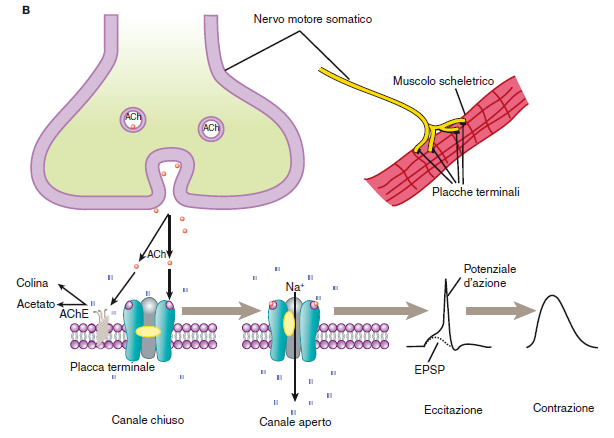 B
Nervo motore somatico
Muscolo scheletrico
ACh
ACh
Placche terminali
ACh
Colina
Acetato
AChE
Na⁺
Potenziale
d'azione
Placca terminale
EPSP
Canale chiuso
Canale aperto
Eccitazione
Contrazione